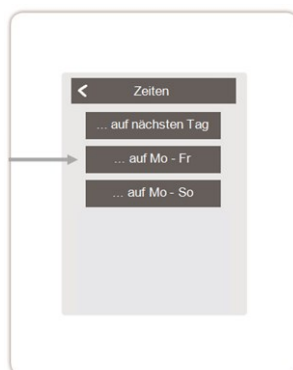 Zeiten
... auf nächsten Tag
... auf Mo - Fr
... auf Mo - So